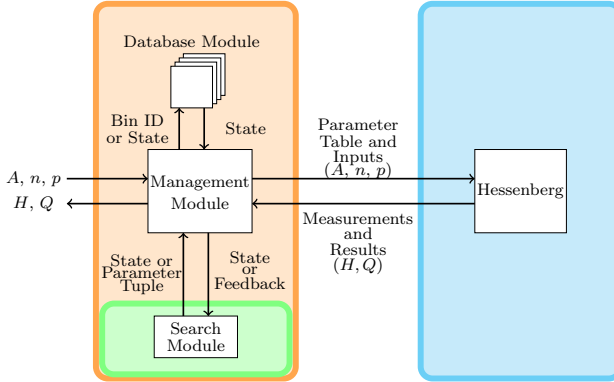 Database Module
Bin ID
or State
State
Parameter
Table and
Inputs
(A, n, p)
A, n, p
H, Q
Management
Module
Hessenberg
Measurements
and
Results
(H, Q)
State or
Parameter
Tuple
State
or
Feedback
Search
Module